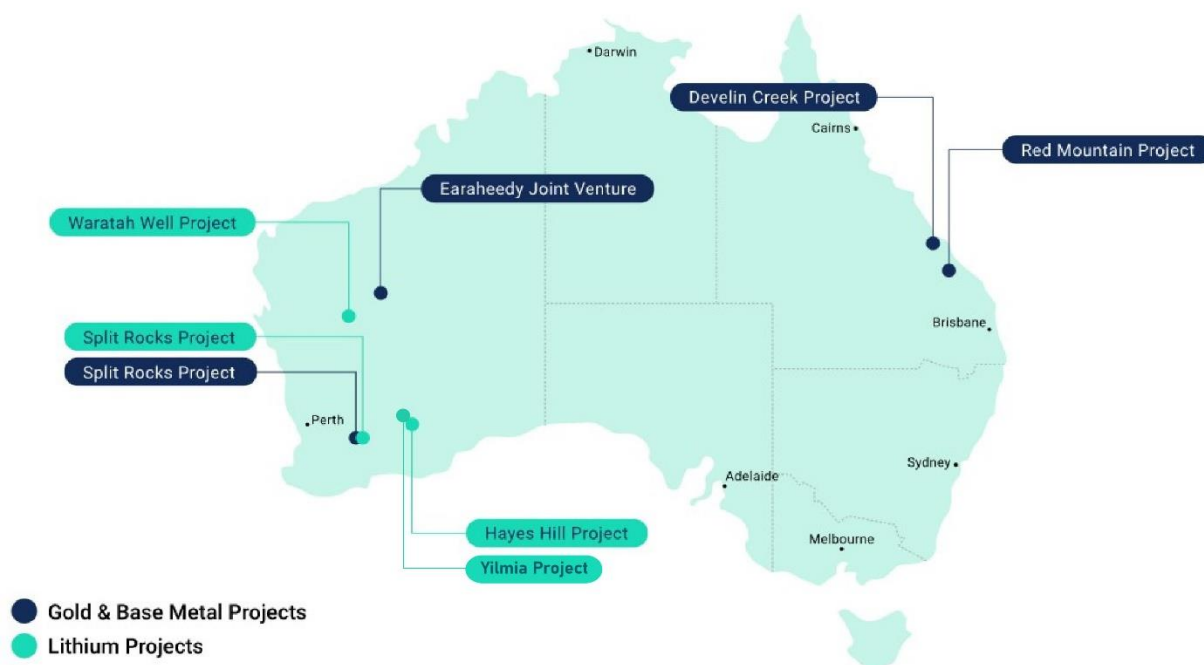 Darwin
Develin Creek Project
Cairns
Red Mountain Project
Earaheedy Joint Venture
Waratah Well Project
Split Rocks Project
Brisbane
Split Rocks Project
Perth
Sydney
Adelaide
Hayes Hill Project
Melbourne
Yilmia Project
Gold & Base Metal Projects
Lithium Projects